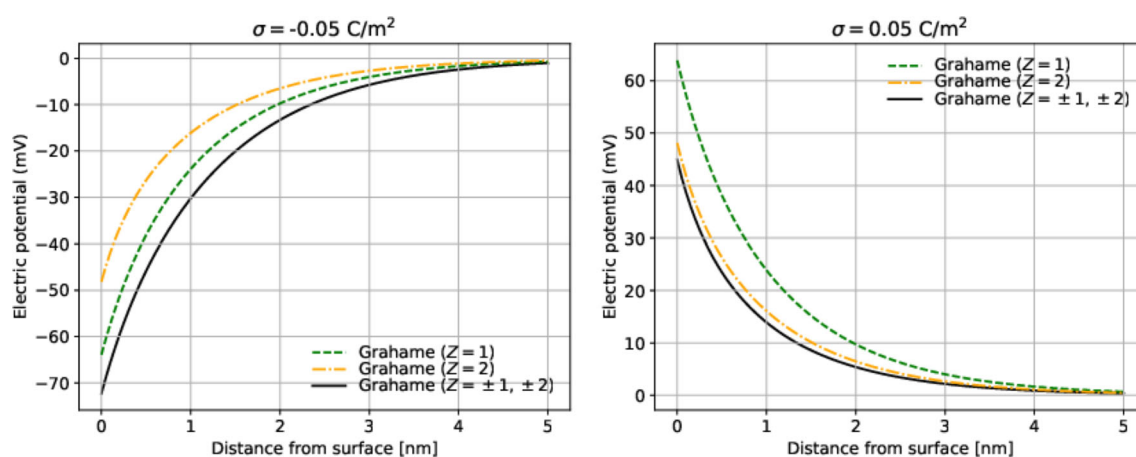 σ = -0.05 C/m²
Electric potential (mV)
0
−10
−20
−30
−40
−50
−60
−70
Grahame (Z = 1)
Grahame (Z = 2)
Grahame (Z = ±1, ±2)
0 1 2 3 4 5
Distance from surface [nm]
σ = 0.05 C/m²
Electric potential (mV)
60
50
40
30
20
10
0
Grahame (Z = 1)
Grahame (Z = 2)
Grahame (Z = ±1, ±2)
0 1 2 3 4 5
Distance from surface [nm]